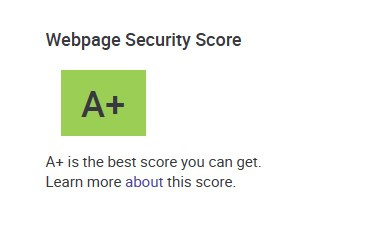 Webpage Security Score
A+
A+ is the best score you can get.
Learn more about this score.